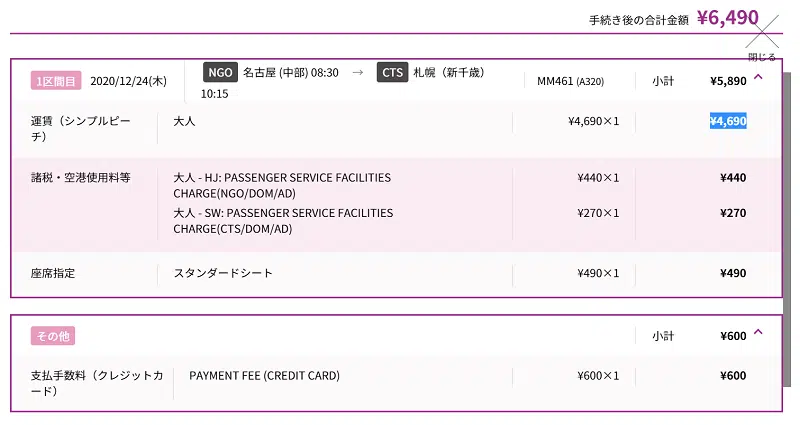 手続き後の合計金額 ¥6,490
閉じる
1区間目 2020/12/24(木) NGO 名古屋 (中部) 08:30 → CTS 札幌（新千歳） 10:15 MM461 (A320) 小計 ¥5,890
運賃（シンプルピーチ） 大人 ¥4,690×1 ¥4,690
諸税・空港使用料等 大人 - HJ: PASSENGER SERVICE FACILITIES
CHARGE(NGO/DOM/AD) ¥440×1 ¥440
大人 - SW: PASSENGER SERVICE FACILITIES
CHARGE(CTS/DOM/AD) ¥270×1 ¥270
座席指定 スタンダードシート ¥490×1 ¥490
その他 小計 ¥600
支払手数料（クレジットカード） PAYMENT FEE (CREDIT CARD) ¥600×1 ¥600